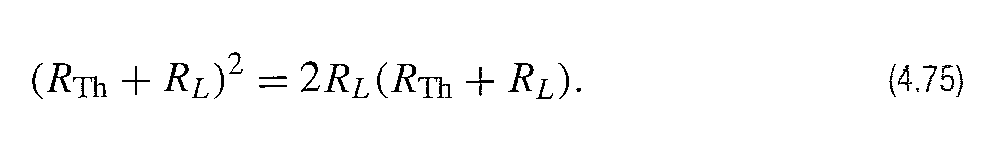 (R_Th + R_L)² = 2R_L(R_Th + R_L). (4.75)